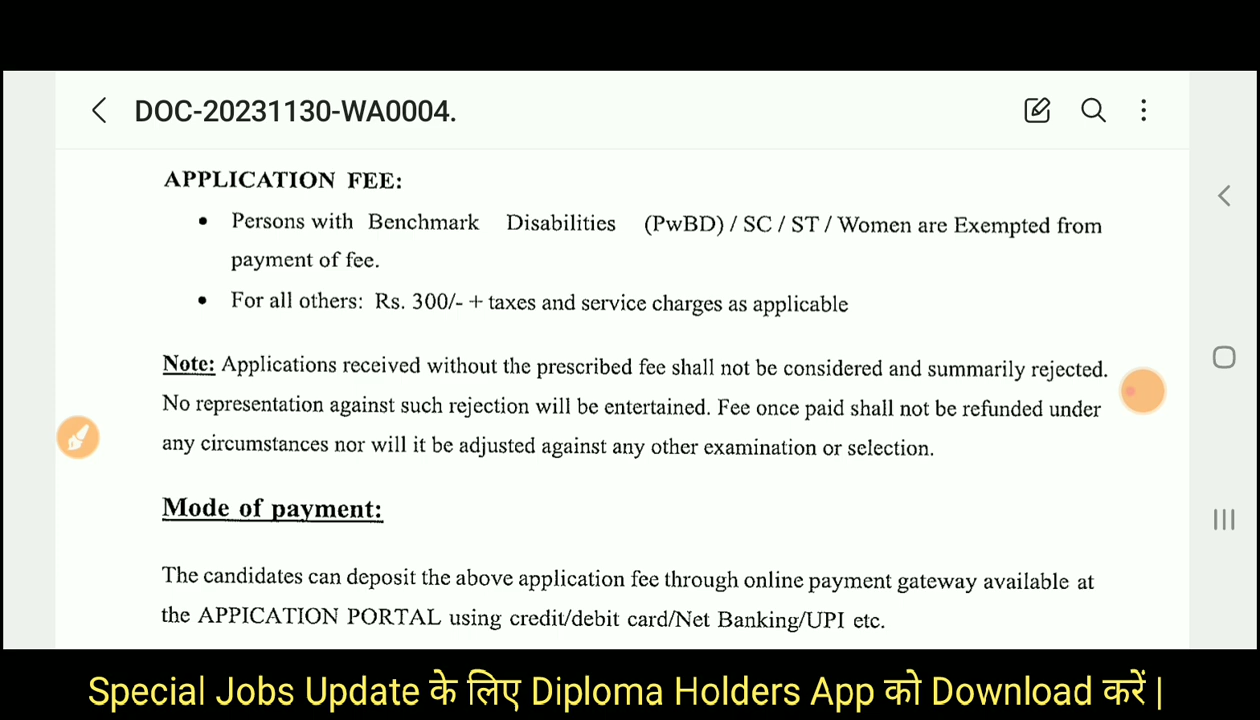 DOC-20231130-WA0004.
APPLICATION FEE:
• Persons with Benchmark Disabilities (PwBD) / SC / ST / Women are Exempted from
payment of fee.
• For all others: Rs. 300/- + taxes and service charges as applicable
Note: Applications received without the prescribed fee shall not be considered and summarily rejected.
No representation against such rejection will be entertained. Fee once paid shall not be refunded under
any circumstances nor will it be adjusted against any other examination or selection.
Mode of payment:
The candidates can deposit the above application fee through online payment gateway available at
the APPICATION PORTAL using credit/debit card/Net Banking/UPI etc.
Special Jobs Update के लिए Diploma Holders App को Download करें |